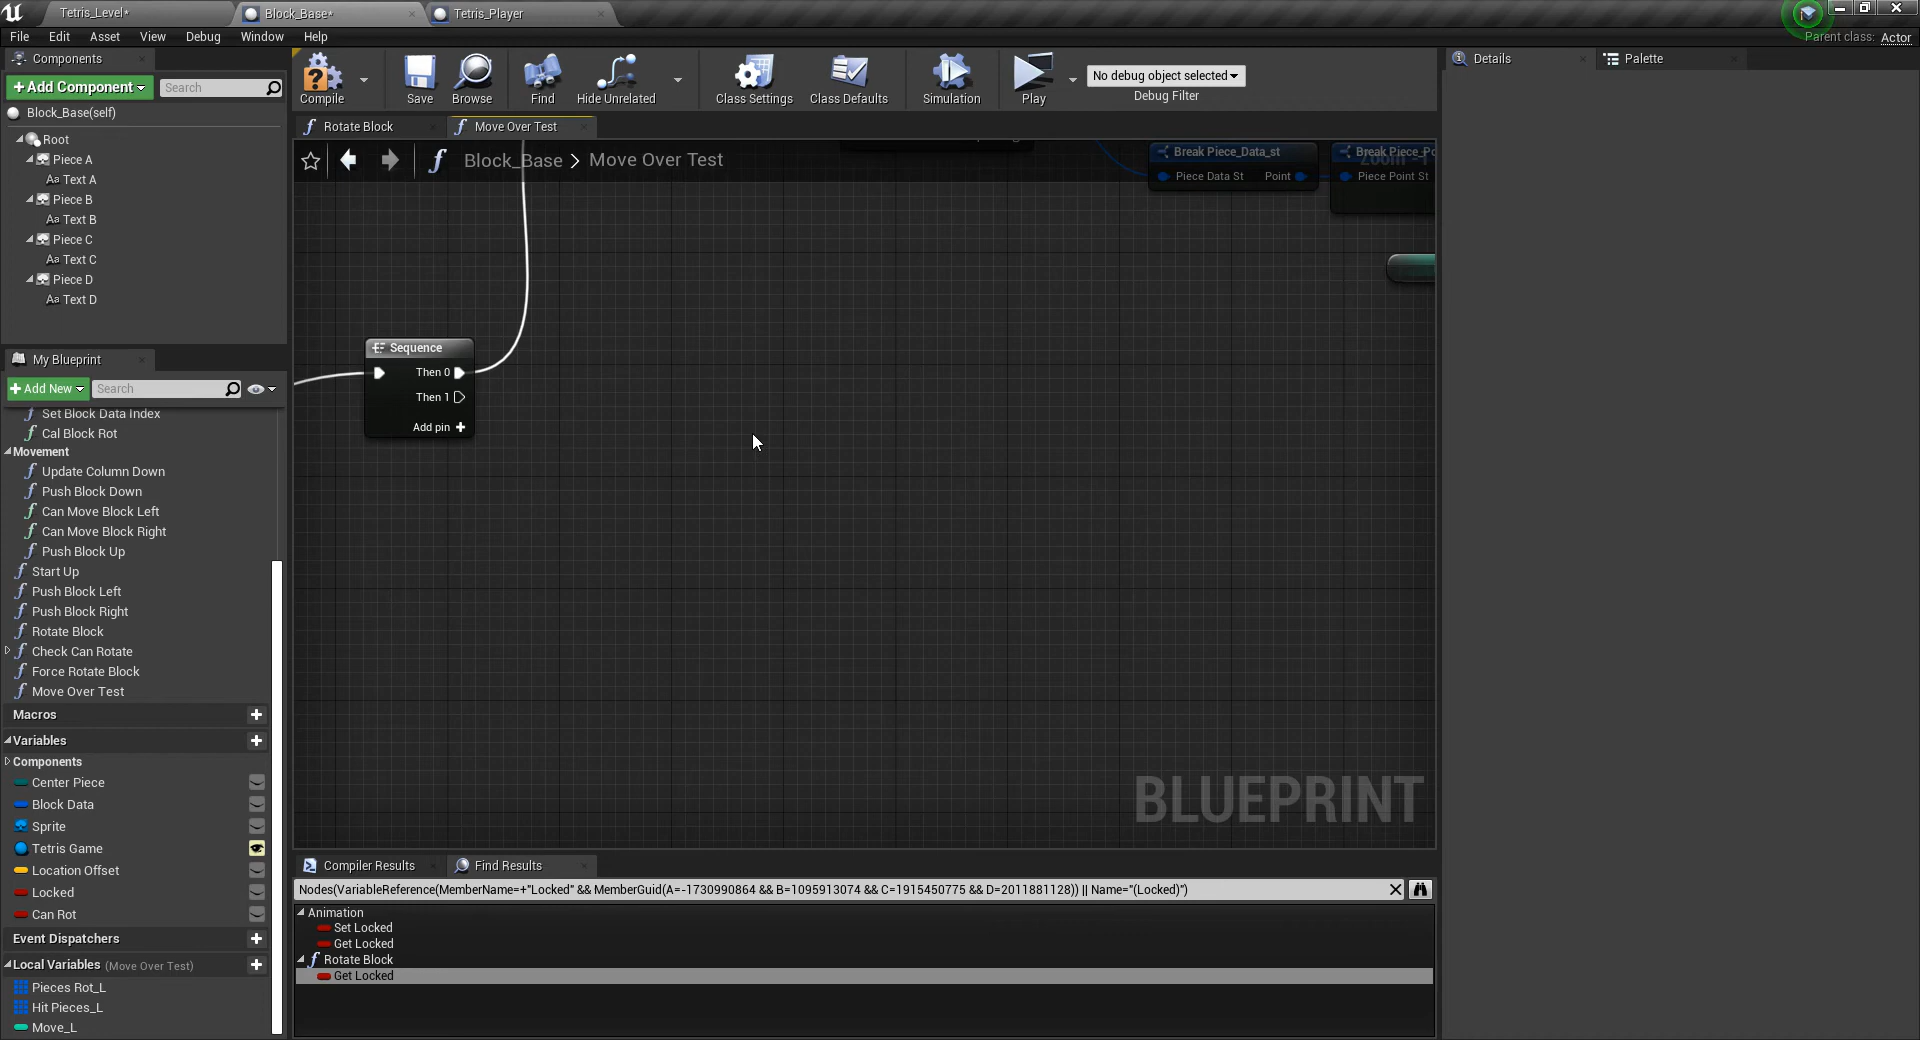 Tetris_Level*
Block_Base*
Tetris_Player
File Edit Asset View Debug Window Help
Parent class: Actor
Components
+ Add Component
Search
Block_Base(self)
Root
Piece A
Text A
Piece B
Text B
Piece C
Text C
Piece D
Text D
My Blueprint
+ Add New
Search
Set Block Data Index
Cal Block Rot
Movement
Update Column Down
Push Block Down
Can Move Block Left
Can Move Block Right
Push Block Up
Start Up
Push Block Left
Push Block Right
Rotate Block
Check Can Rotate
Force Rotate Block
Move Over Test
Macros
Variables
Components
Center Piece
Block Data
Sprite
Tetris Game
Location Offset
Locked
Can Rot
Event Dispatchers
Local Variables (Move Over Test)
Pieces Rot_L
Hit Pieces_L
Move_L
Compile
Save
Browse
Find
Hide Unrelated
Class Settings
Class Defaults
Simulation
Play
No debug object selected
Debug Filter
Rotate Block
Move Over Test
Block_Base > Move Over Test
Break Piece_Data_st
Piece Data St Point
Break Piece_Po
Piece Point St
Sequence
Then 0
Then 1
Add pin +
BLUEPRINT
Compiler Results
Find Results
Nodes(VariableReference(MemberName=+"Locked" && MemberGuid(A=-1730990864 && B=1095913074 && C=1915450775 && D=2011881128)) || Name="(Locked)")
Animation
Set Locked
Get Locked
Rotate Block
Get Locked
Details
Palette